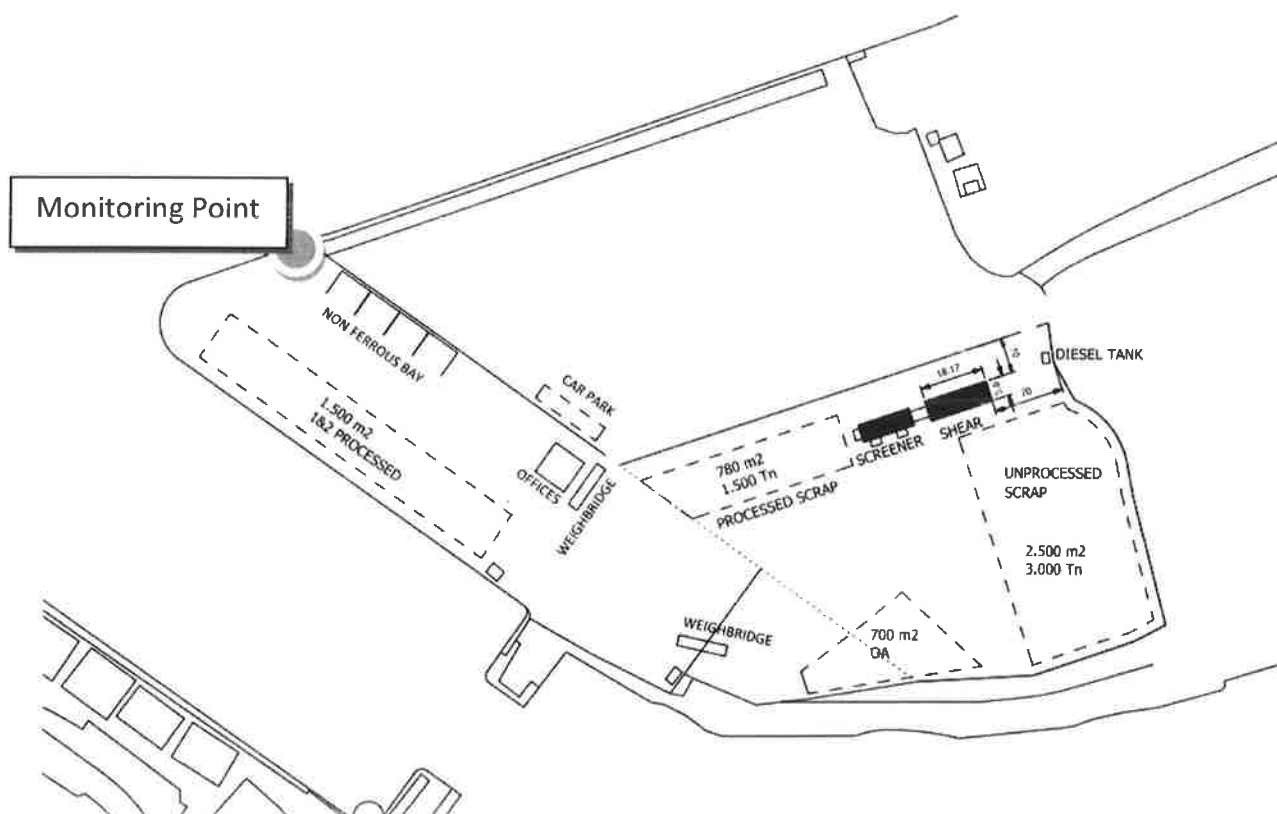 Monitoring Point
NON FERROUS BAY
CAR PARK
1.500 m2
1&2 PROCESSED
OFFICES
WEIGHBRIDGE
18.17
DIESEL TANK
20
SHEAR
SCREENER
780 m2
1.500 Tn
PROCESSED SCRAP
UNPROCESSED
SCRAP
2.500 m2
3.000 Tn
WEIGHBRIDGE
700 m2
OA